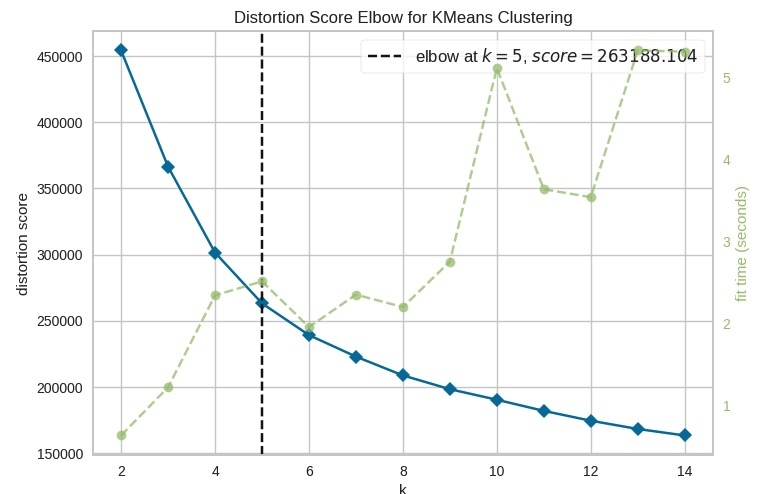 Distortion Score Elbow for KMeans Clustering
elbow at k = 5, score = 263188.104
450000
400000
350000
300000
250000
200000
150000
distortion score
5
4
3
2
1
fit time (seconds)
2 4 6 8 10 12 14
k